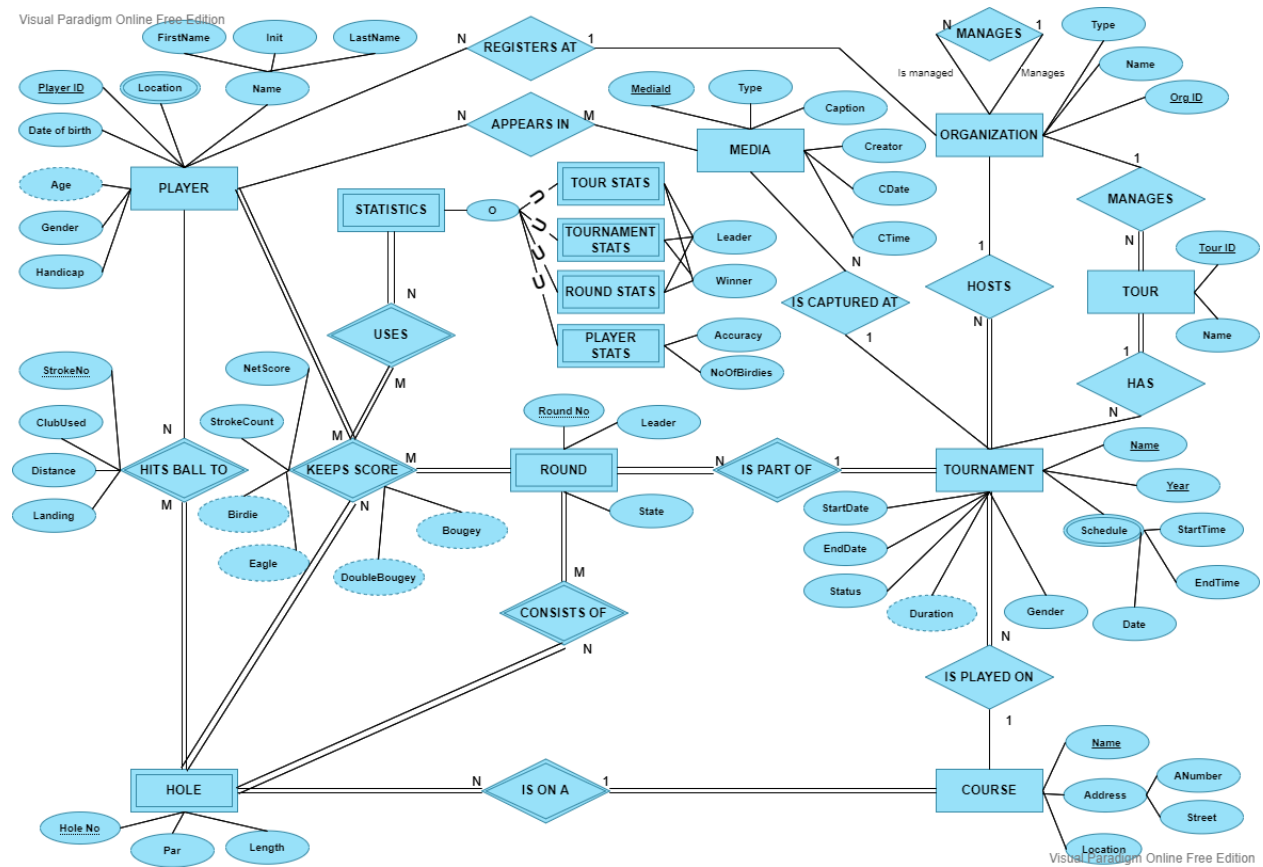 Visual Paradigm Online Free Edition
FirstName
Init
LastName
N
REGISTERS AT
1
N
MANAGES
1
Type
Is managed
Manages
Name
Org ID
Player ID
Location
Name
Date of birth
N
APPEARS IN
M
MediaId
Type
Caption
MEDIA
Creator
CDate
CTime
ORGANIZATION
1
MANAGES
N
Tour ID
TOUR
Name
PLAYER
Age
Gender
Handicap
STATISTICS
O
U
U
U
TOUR STATS
TOURNAMENT
STATS
ROUND STATS
PLAYER
STATS
Leader
Winner
Accuracy
NoOfBirdies
N
IS CAPTURED AT
1
1
HOSTS
N
1
HAS
N
N
USES
M
StrokeNo
ClubUsed
Distance
Landing
N
HITS BALL TO
M
NetScore
StrokeCount
Birdie
Eagle
M
KEEPS SCORE
M
N
Bougey
DoubleBougey
Round No
Leader
ROUND
State
N
IS PART OF
1
TOURNAMENT
Name
Year
Schedule
StartTime
EndTime
Date
StartDate
EndDate
Status
Duration
Gender
M
CONSISTS OF
N
N
IS PLAYED ON
1
HOLE
Hole No
Par
Length
N
IS ON A
1
COURSE
Name
Address
ANumber
Street
Location
Visual Paradigm Online Free Edition